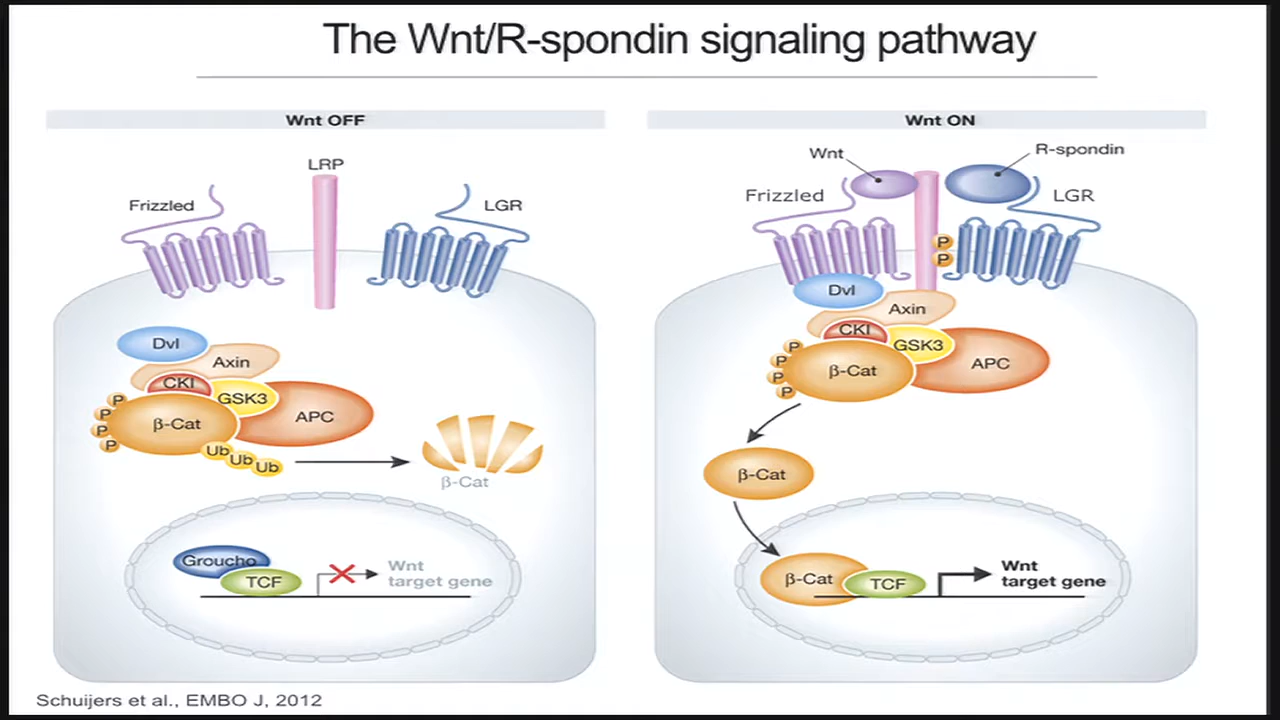 The Wnt/R-spondin signaling pathway
Wnt OFF
LRP
Frizzled
LGR
Dvl
Axin
CKI
GSK3
P
P
P
P
β-Cat
APC
Ub
Ub
Ub
β-Cat
Groucho
TCF
Wnt
target gene
Wnt ON
Wnt
R-spondin
Frizzled
LGR
P
P
Dvl
Axin
CKI
GSK3
P
P
P
P
β-Cat
APC
β-Cat
β-Cat
TCF
Wnt
target gene
Schuijers et al., EMBO J, 2012